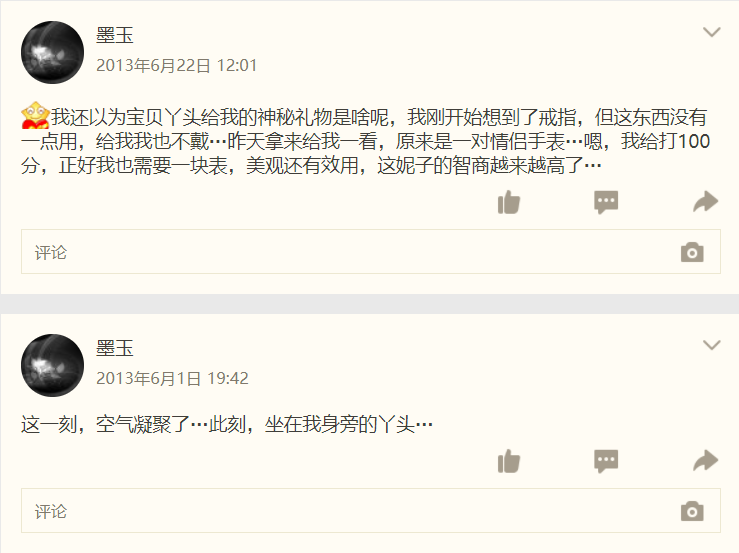 墨玉
2013年6月22日 12:01
我还以为宝贝丫头给我的神秘礼物是啥呢，我刚开始想到了戒指，但这东西没有
一点用，给我我也不戴…昨天拿来给我一看，原来是一对情侣手表…嗯，我给打100
分，正好我也需要一块表，美观还有效用，这妮子的智商越来越高了…
评论
墨玉
2013年6月1日 19:42
这一刻，空气凝聚了…此刻，坐在我身旁的丫头…
评论